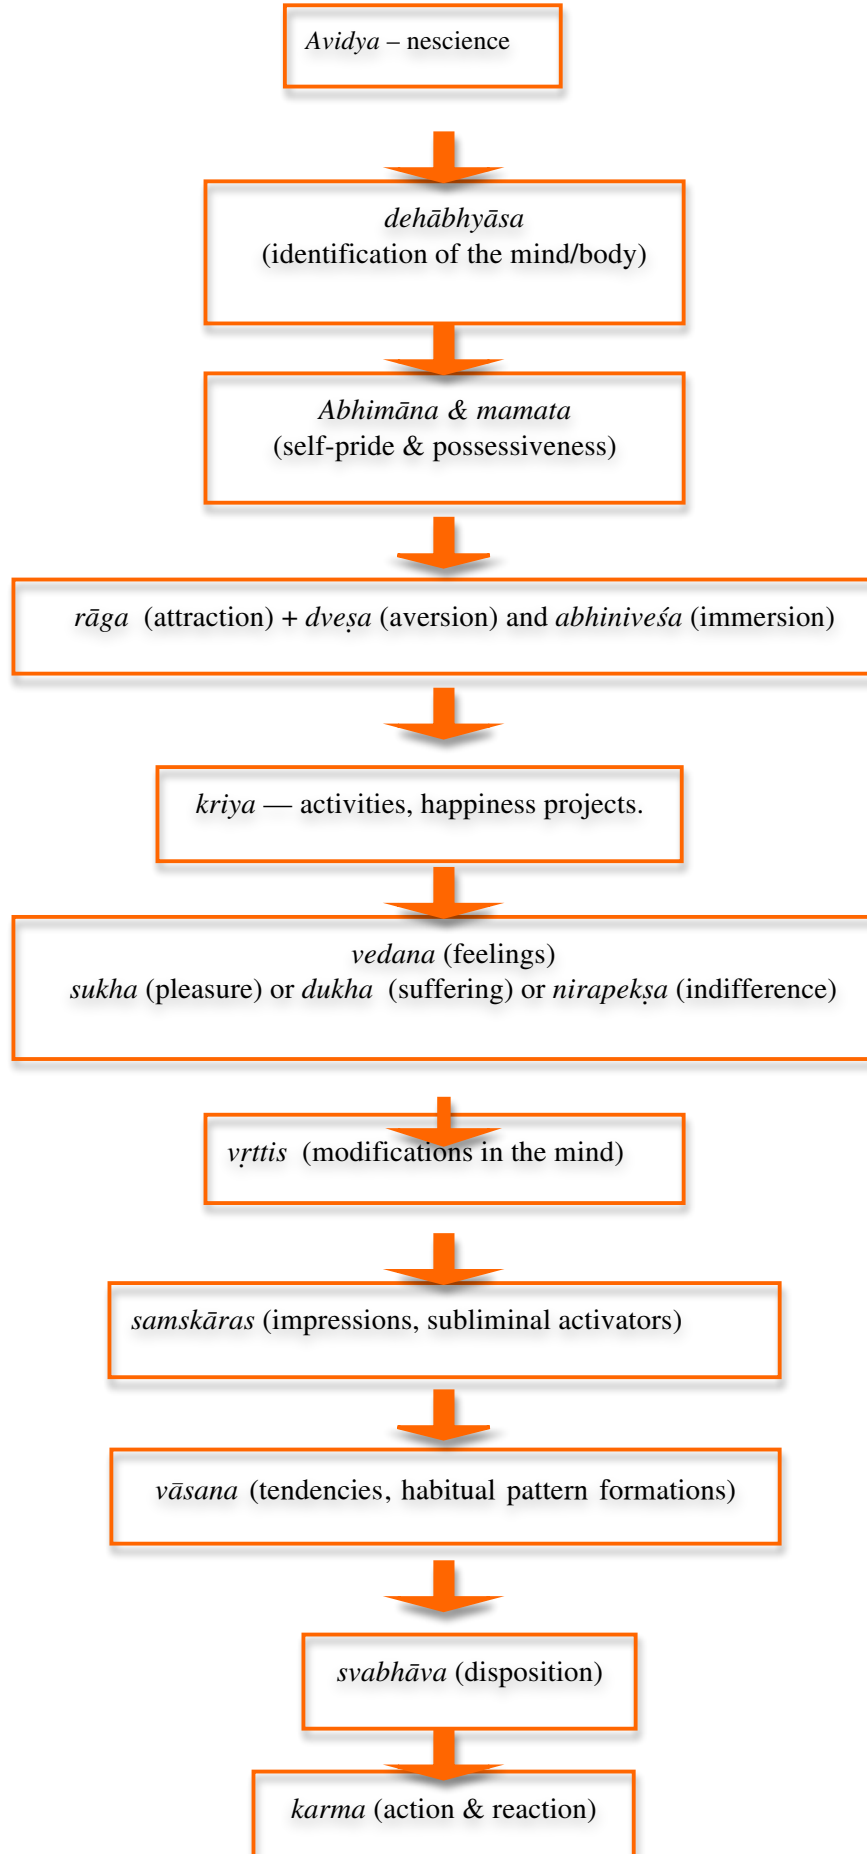 Avidya – nescience
dehābhyāsa
(identification of the mind/body)
Abhimāna & mamata
(self-pride & possessiveness)
rāga (attraction) + dveṣa (aversion) and abhiniveśa (immersion)
kriya — activities, happiness projects.
vedana (feelings)
sukha (pleasure) or dukha (suffering) or nirapekṣa (indifference)
vṛttis (modifications in the mind)
samskāras (impressions, subliminal activators)
vāsana (tendencies, habitual pattern formations)
svabhāva (disposition)
karma (action & reaction)